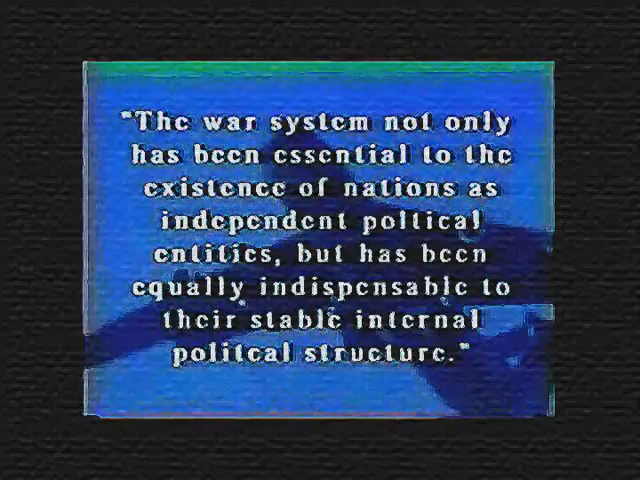 "The war system not only
has been essential to the
existence of nations as
independent poltical
entities, but has been
equally indispensable to
their stable internal
politcal structure."